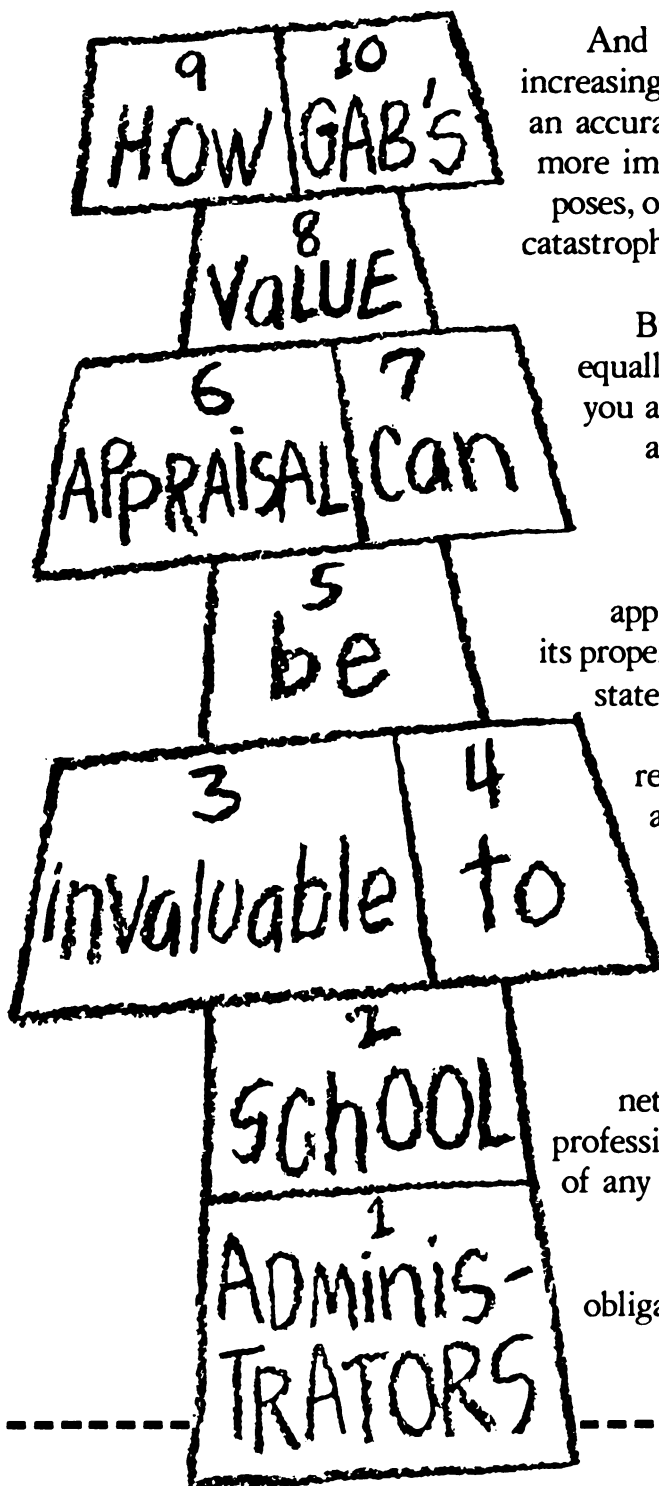 9 10
HOW GAB'S
8
VaLUE
6 7
APpRAiSAL Can
5
be
3 4
invaluable to
2
SchOOL
1
ADMiniS-
TRATORS
And
increasing
an accura
more im
poses, o
catastroph
B
equall
you a
a
app
its prope
state
re
a
net
professi
of any
obliga